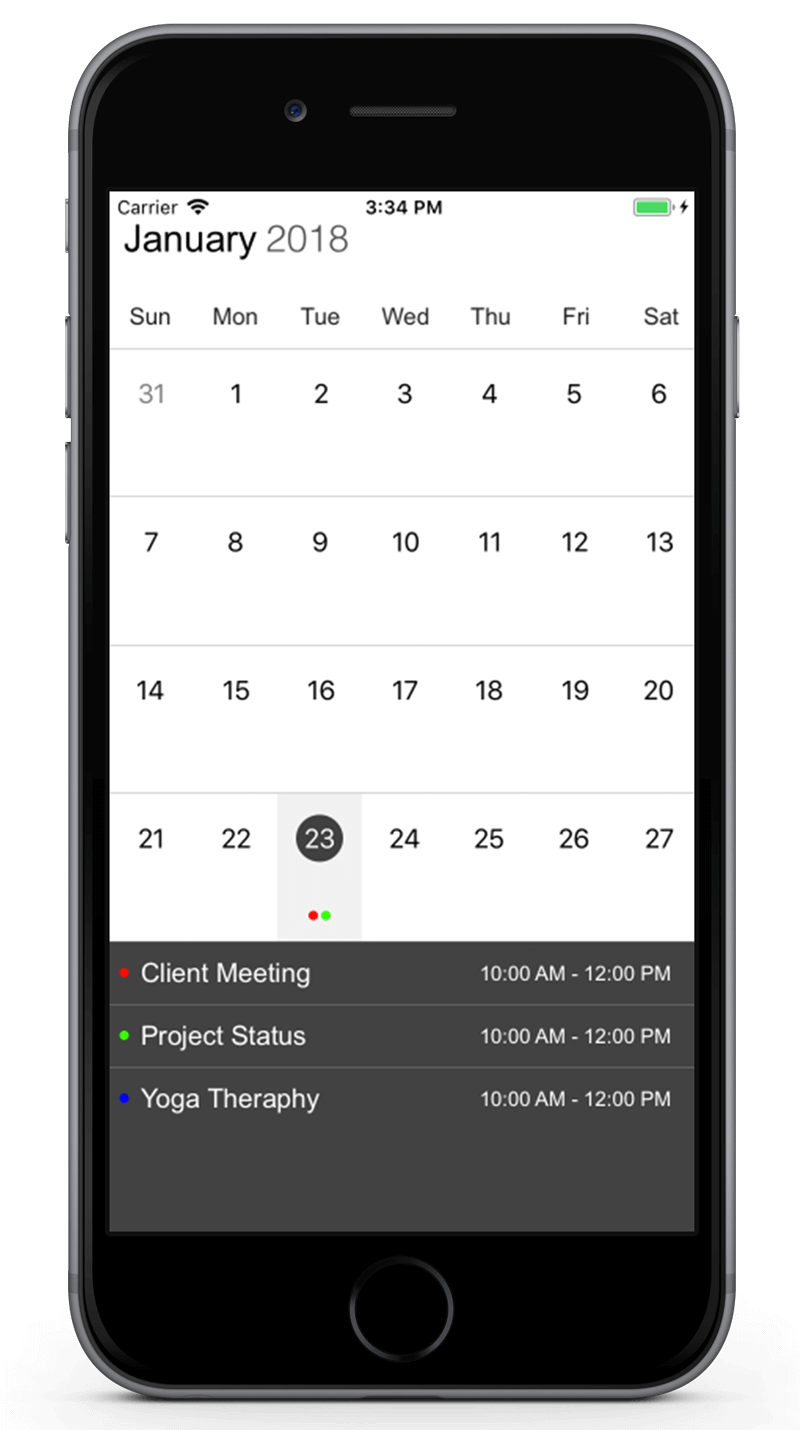 Carrier 3:34 PM
January 2018
Sun Mon Tue Wed Thu Fri Sat
31 1 2 3 4 5 6
7 8 9 10 11 12 13
14 15 16 17 18 19 20
21 22 23 24 25 26 27
Client Meeting 10:00 AM - 12:00 PM
Project Status 10:00 AM - 12:00 PM
Yoga Theraphy 10:00 AM - 12:00 PM